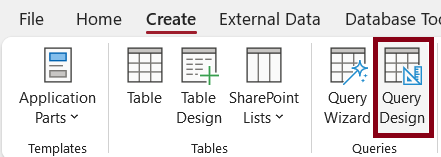 File Home Create External Data Database Too
Application Parts
Table
Table Design
SharePoint Lists
Query Wizard
Query Design
Templates Tables Queries